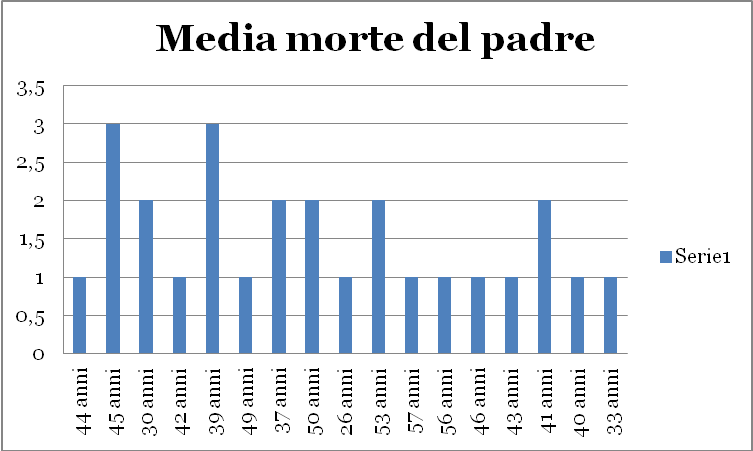 Media morte del padre
3,5
3
2,5
2
1,5
1
0,5
0
44 anni
45 anni
30 anni
42 anni
39 anni
49 anni
37 anni
50 anni
26 anni
53 anni
57 anni
56 anni
46 anni
43 anni
41 anni
40 anni
33 anni
Serie1